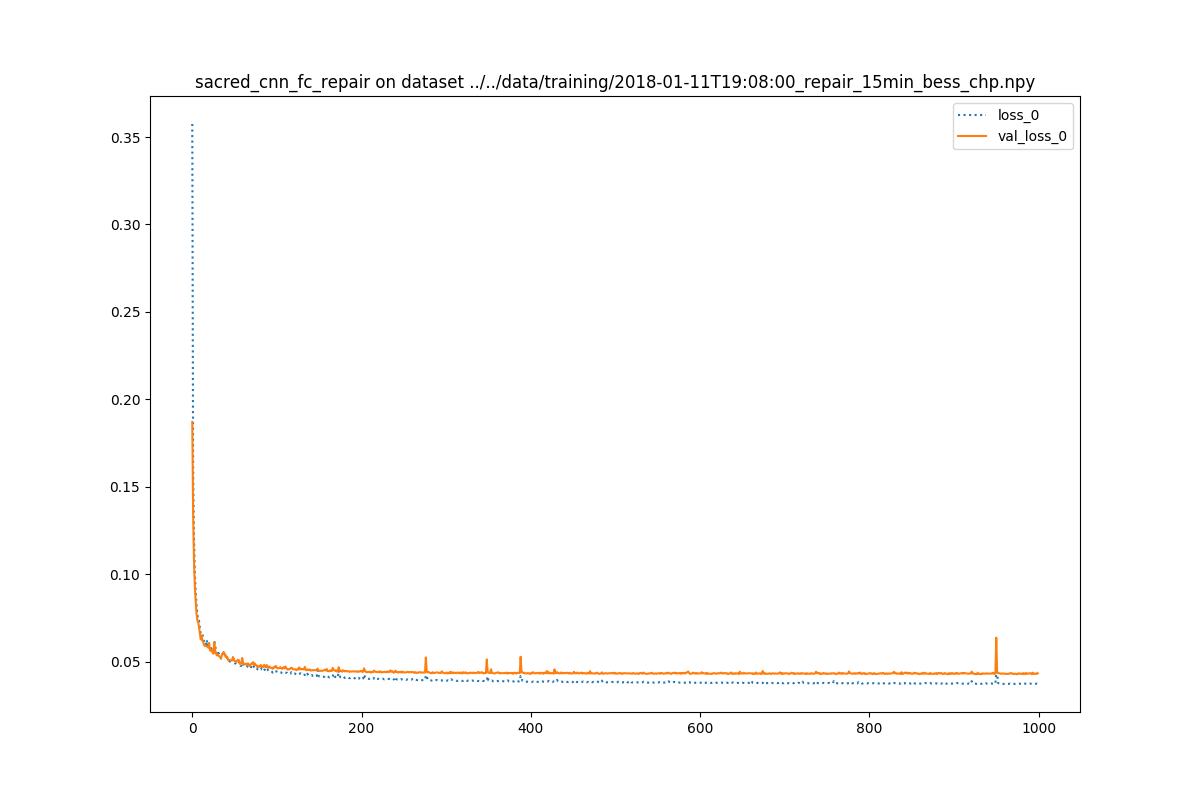 sacred_cnn_fc_repair on dataset ../../data/training/2018-01-11T19:08:00_repair_15min_bess_chp.npy
loss_0
val_loss_0
0.35
0.30
0.25
0.20
0.15
0.10
0.05
0 200 400 600 800 1000